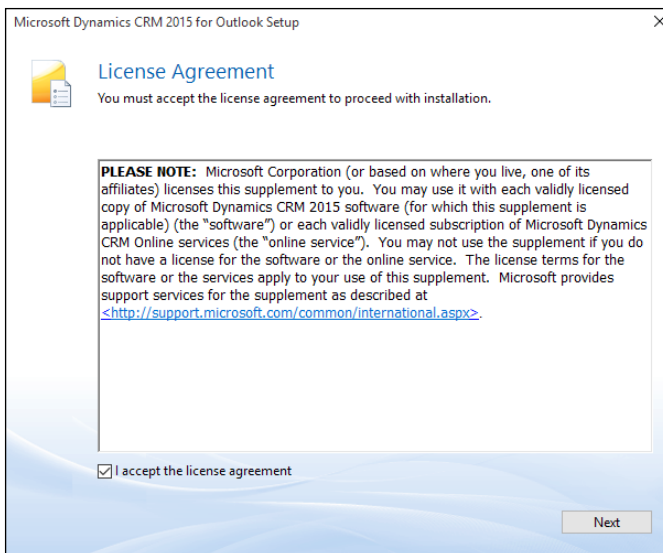 Microsoft Dynamics CRM 2015 for Outlook Setup
License Agreement
You must accept the license agreement to proceed with installation.
PLEASE NOTE: Microsoft Corporation (or based on where you live, one of its
affiliates) licenses this supplement to you. You may use it with each validly licensed
copy of Microsoft Dynamics CRM 2015 software (for which this supplement is
applicable) (the “software”) or each validly licensed subscription of Microsoft Dynamics
CRM Online services (the “online service”). You may not use the supplement if you do
not have a license for the software or the online service. The license terms for the
software or the services apply to your use of this supplement. Microsoft provides
support services for the supplement as described at
<http://support.microsoft.com/common/international.aspx>.
I accept the license agreement
Next